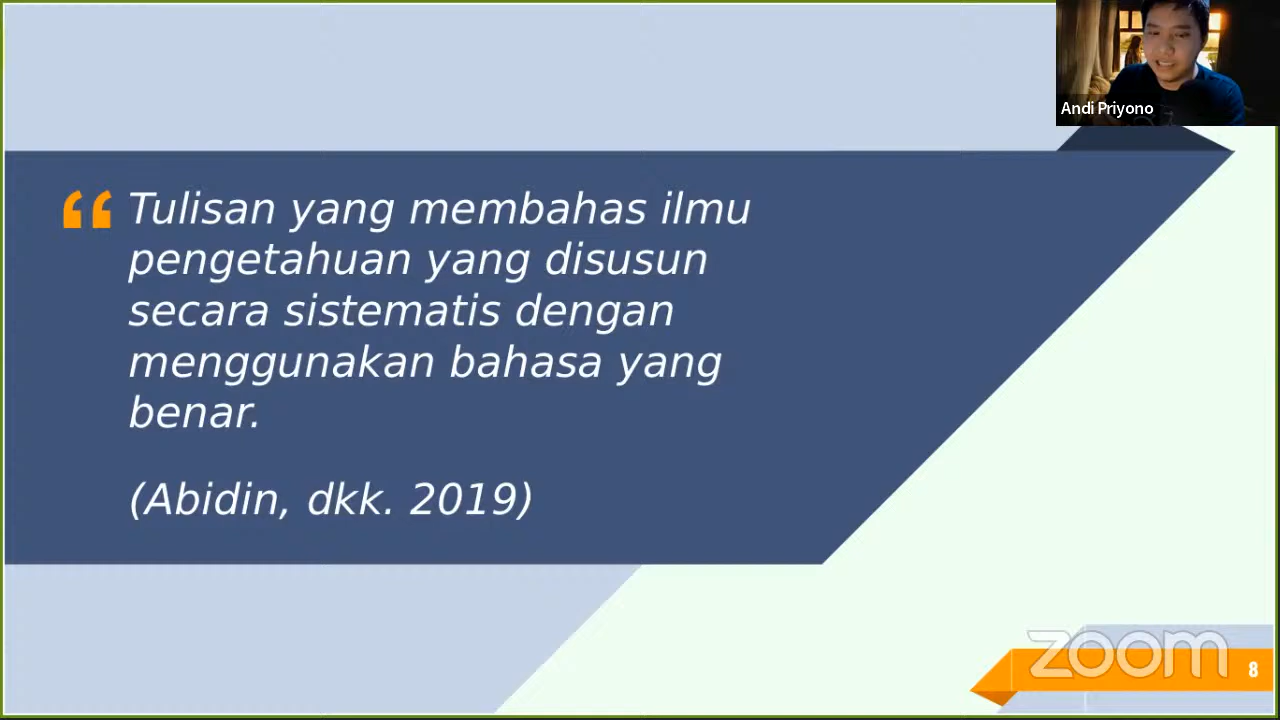 Andi Priyono
“ Tulisan yang membahas ilmu
pengetahuan yang disusun
secara sistematis dengan
menggunakan bahasa yang
benar.
(Abidin, dkk. 2019)
zoom
8